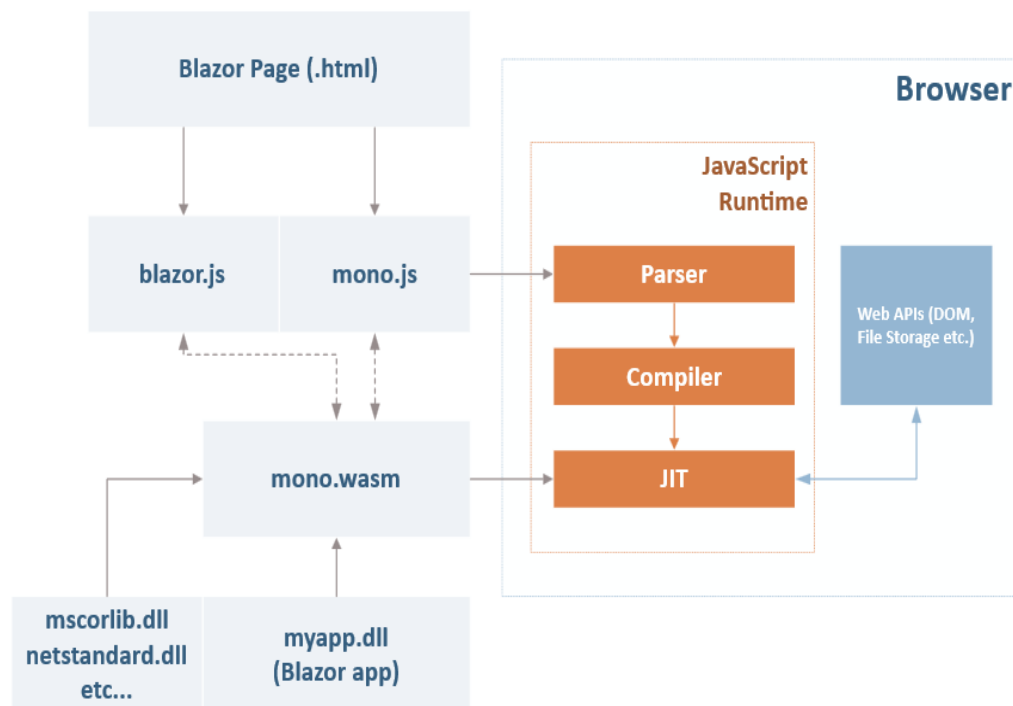 Blazor Page (.html)
Browser
JavaScript
Runtime
blazor.js
mono.js
Parser
Web APIs (DOM,
File Storage etc.)
Compiler
mono.wasm
JIT
mscorlib.dll
netstandard.dll
etc...
myapp.dll
(Blazor app)